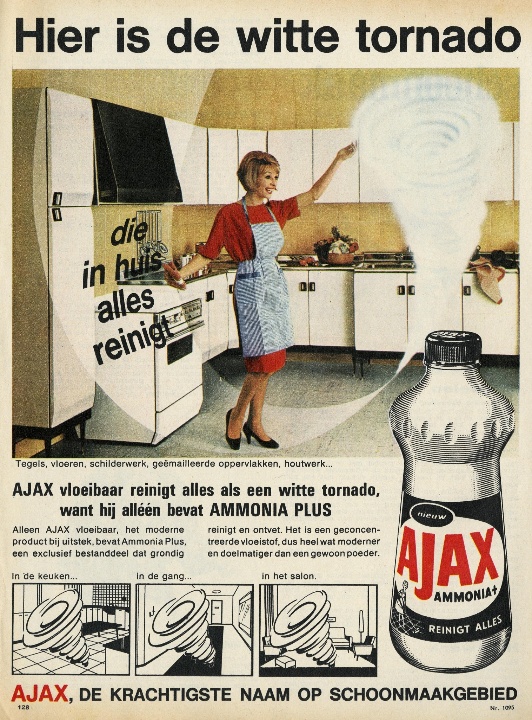 Hier is de witte tornado
die
in huis
alles
reinigt
Tegels, vloeren, schilderwerk, geëmailleerde oppervlakken, houtwerk...
AJAX vloeibaar reinigt alles als een witte tornado,
want hij alléén bevat AMMONIA PLUS
Alleen AJAX vloeibaar, het moderne
product bij uitstek, bevat Ammonia Plus,
een exclusief bestanddeel dat grondig
reinigt en ontvet. Het is een geconcen-
treerde vloeistof, dus heel wat moderner
en doelmatiger dan een gewoon poeder.
In de keuken...
in de gang...
in het salon.
nieuw
AJAX
AMMONIA+
REINIGT ALLES
AJAX, DE KRACHTIGSTE NAAM OP SCHOONMAAKGEBIED
128
Nr. 1095